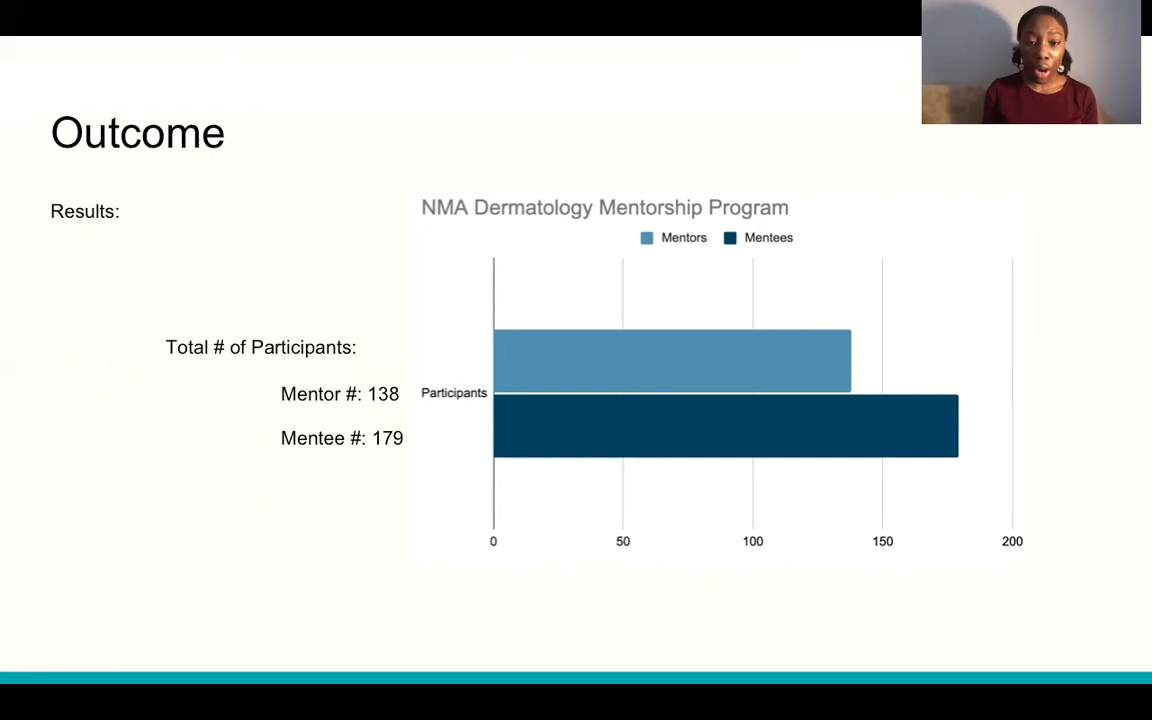 Outcome
Results:
Total # of Participants:
Mentor #: 138
Mentee #: 179
NMA Dermatology Mentorship Program
Mentors Mentees
Participants
0 50 100 150 200